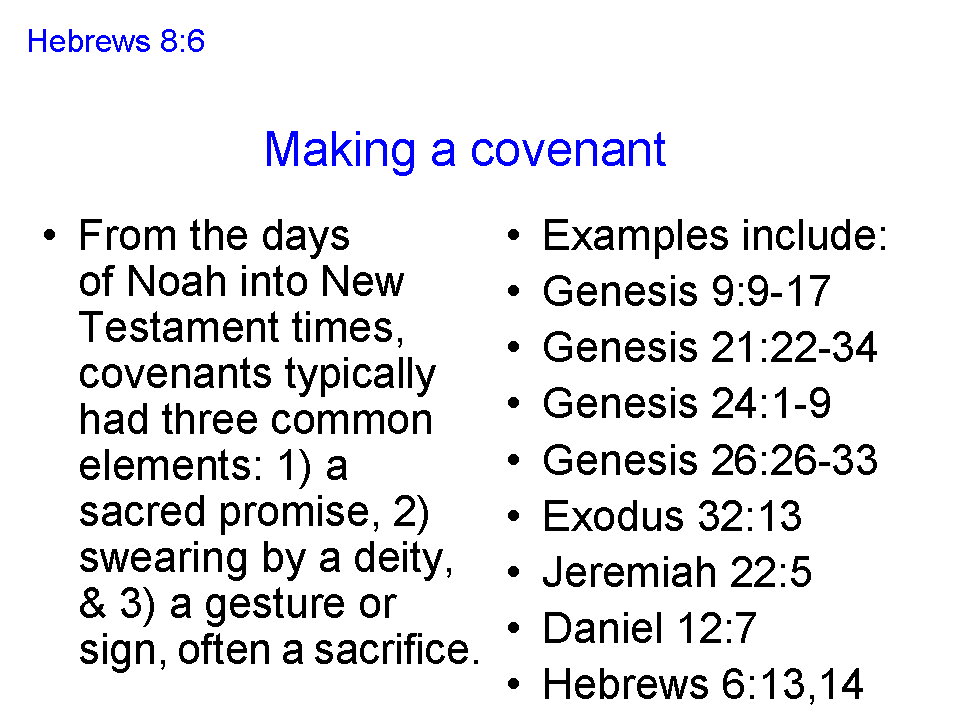 Hebrews 8:6
Making a covenant
• From the days
of Noah into New
Testament times,
covenants typically
had three common
elements: 1) a
sacred promise, 2)
swearing by a deity,
& 3) a gesture or
sign, often a sacrifice.
• Examples include:
• Genesis 9:9-17
• Genesis 21:22-34
• Genesis 24:1-9
• Genesis 26:26-33
• Exodus 32:13
• Jeremiah 22:5
• Daniel 12:7
• Hebrews 6:13,14